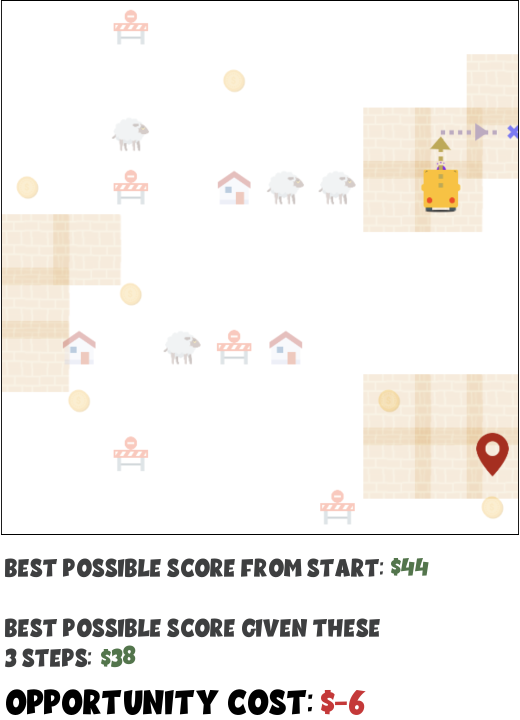 BEST POSSIBLE SCORE FROM START: $44
BEST POSSIBLE SCORE GIVEN THESE
3 STEPS: $38
OPPORTUNITY COST: $-6